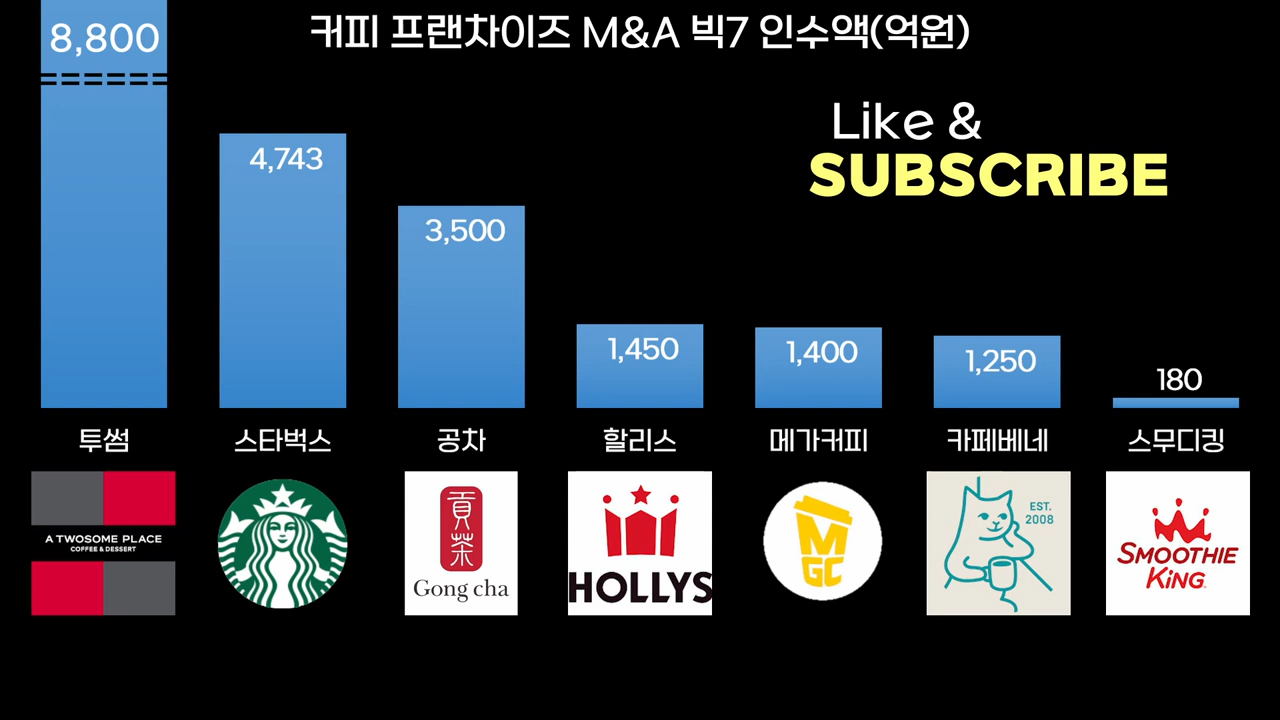 커피 프랜차이즈 M&A 빅7 인수액(억원)
8,800
Like &
SUBSCRIBE
4,743
3,500
1,450
1,400
1,250
180
투썸
스타벅스
공차
할리스
메가커피
카페베네
스무디킹
A TWOSOME PLACE
COFFEE & DESSERT
貢茶
Gong cha
HOLLYS
MGC
EST.
2008
SMOOTHIE
KING